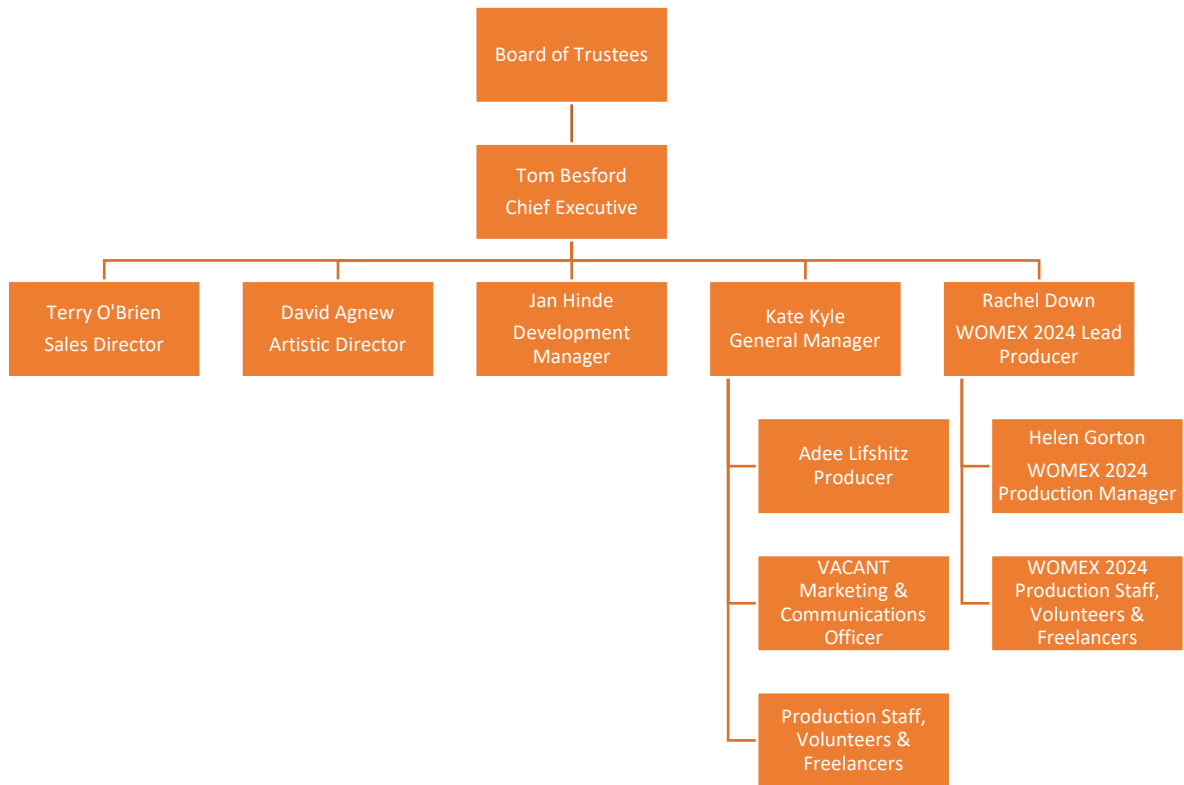 Board of Trustees
Tom Besford
Chief Executive
Terry O'Brien
Sales Director
David Agnew
Artistic Director
Jan Hinde
Development
Manager
Kate Kyle
General Manager
Rachel Down
WOMEX 2024 Lead
Producer
Adee Lifshitz
Producer
VACANT
Marketing &
Communications
Officer
Production Staff,
Volunteers &
Freelancers
Helen Gorton
WOMEX 2024
Production Manager
WOMEX 2024
Production Staff,
Volunteers &
Freelancers